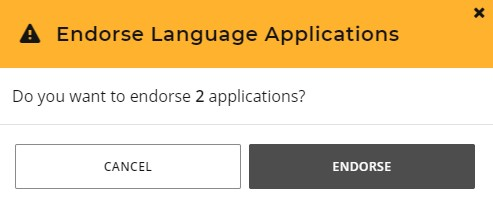 Endorse Language Applications
Do you want to endorse 2 applications?
CANCEL
ENDORSE